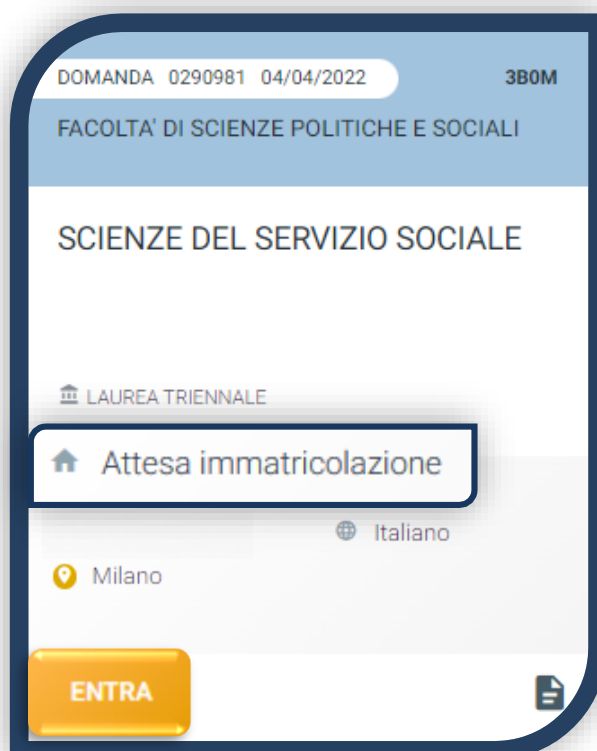 DOMANDA 0290981 04/04/2022 3B0M
FACOLTA' DI SCIENZE POLITICHE E SOCIALI
SCIENZE DEL SERVIZIO SOCIALE
LAUREA TRIENNALE
Attesa immatricolazione
Italiano
Milano
ENTRA